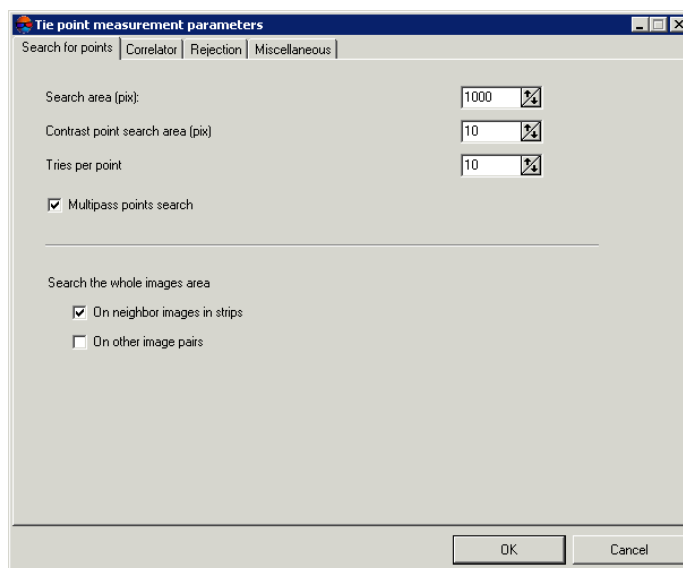 Tie point measurement parameters
Search for points Correlator Rejection Miscellaneous
Search area (pix): 1000
Contrast point search area (pix) 10
Tries per point 10
Multipass points search
Search the whole images area
On neighbor images in strips
On other image pairs
OK Cancel